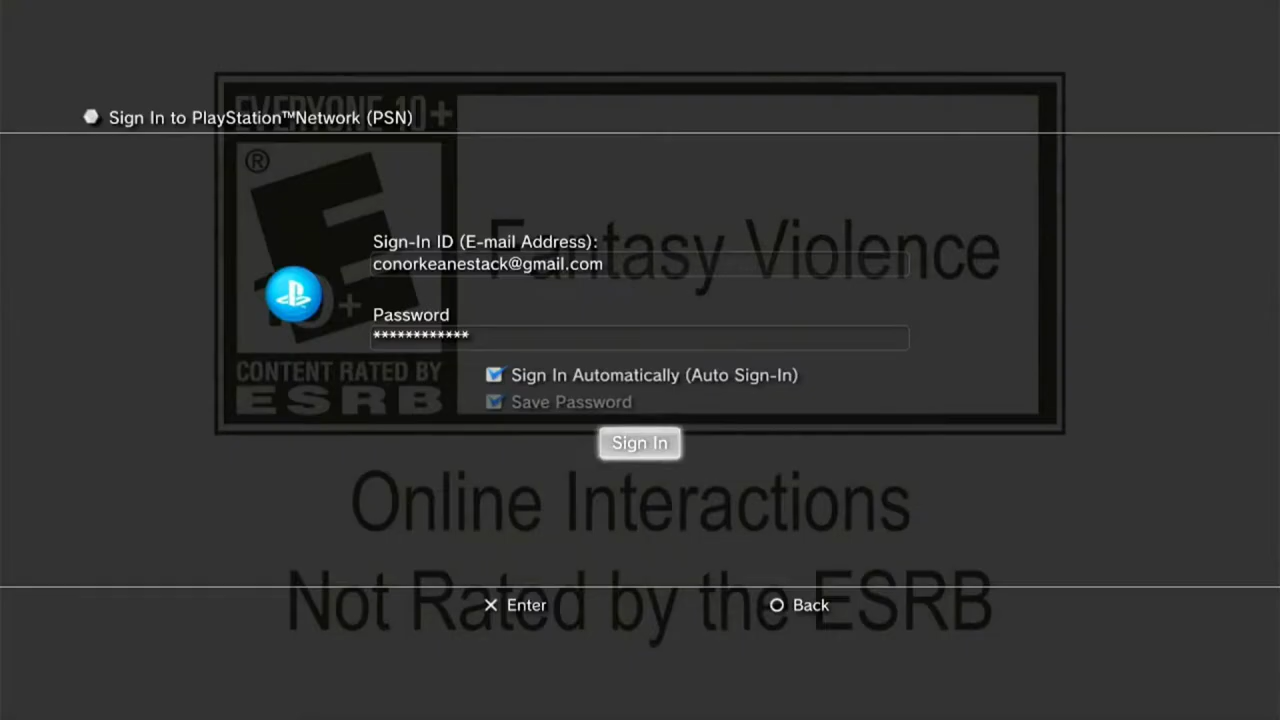 EVERYONE 10+
Sign In to PlayStation™Network (PSN)
®
E
10+
Fantasy Violence
Sign-In ID (E-mail Address):
conorkeanestack@gmail.com
Password
************
CONTENT RATED BY
ESRB
Sign In Automatically (Auto Sign-In)
Save Password
Sign In
Online Interactions
Not Rated by the ESRB
Enter
Back